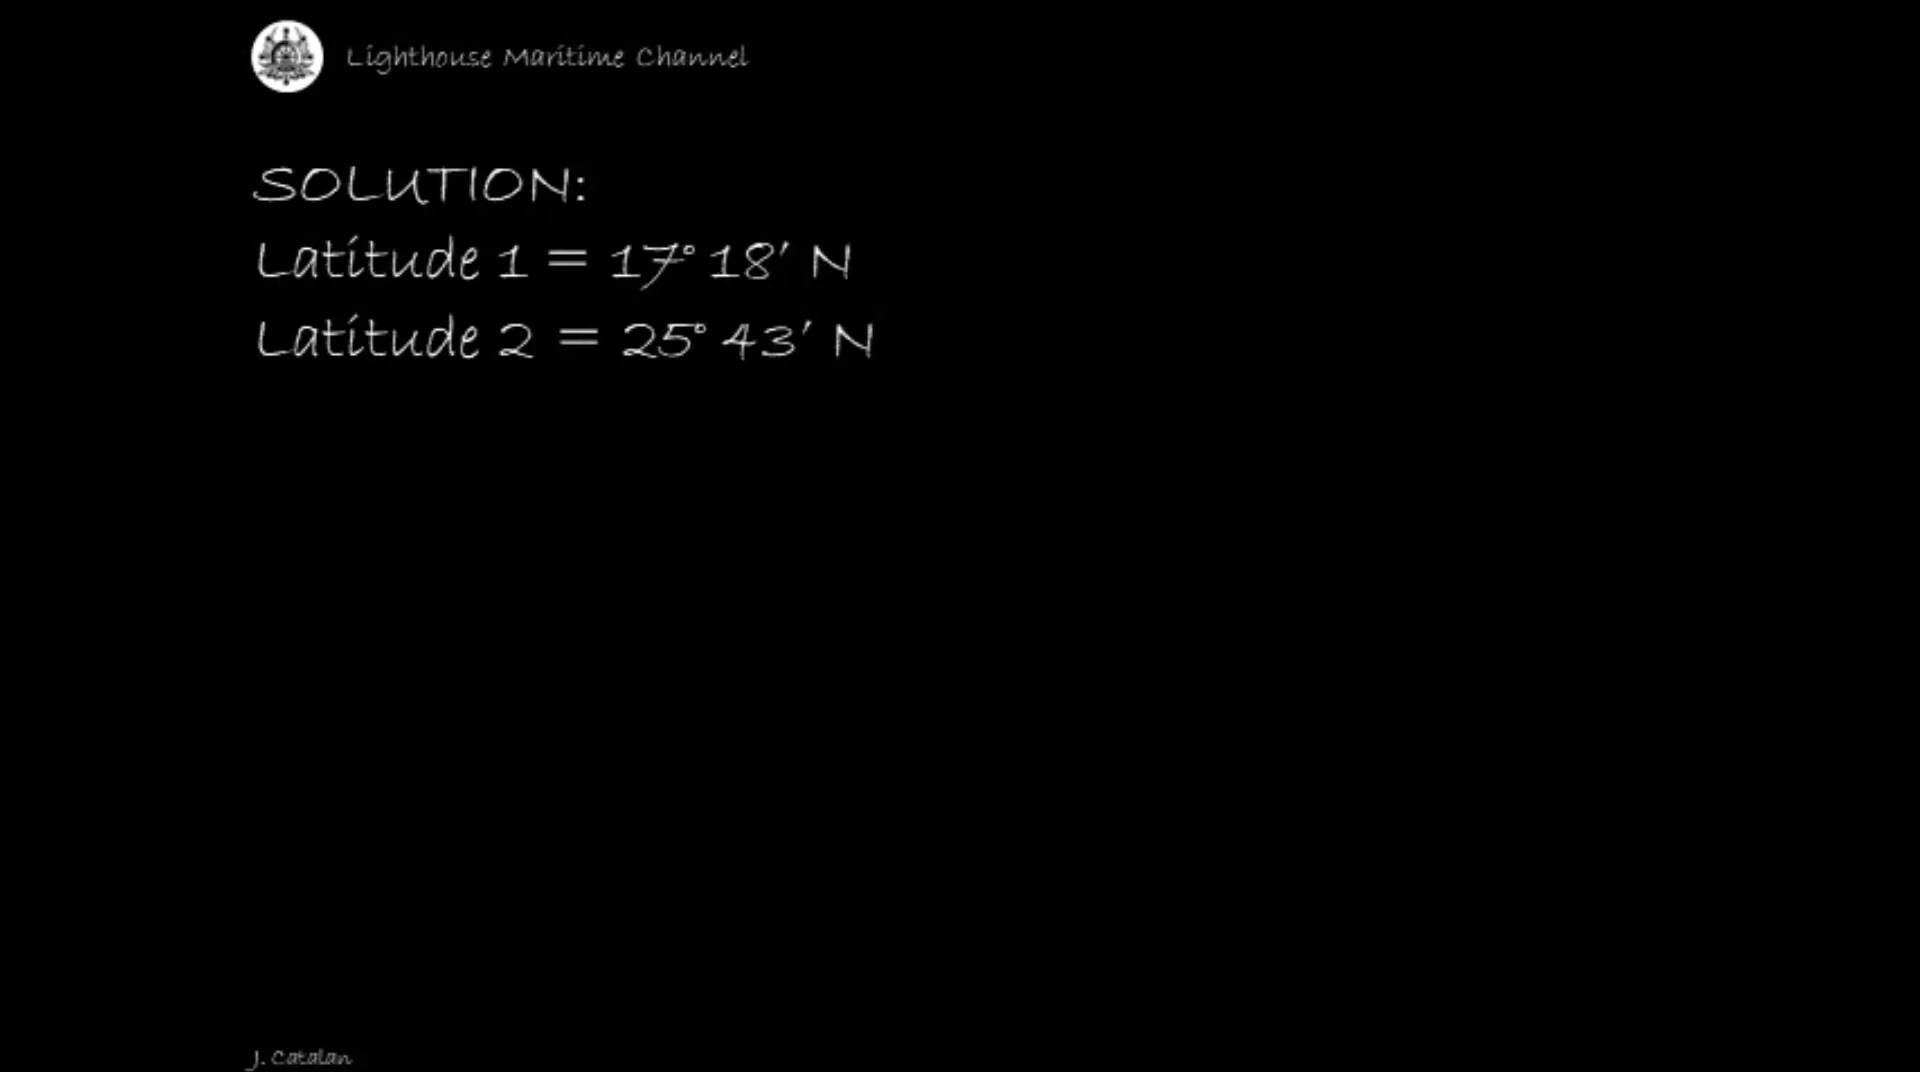 Lighthouse Maritime Channel
SOLUTION:
Latitude 1 = 17° 18' N
Latitude 2 = 25° 43' N
J. Catalan